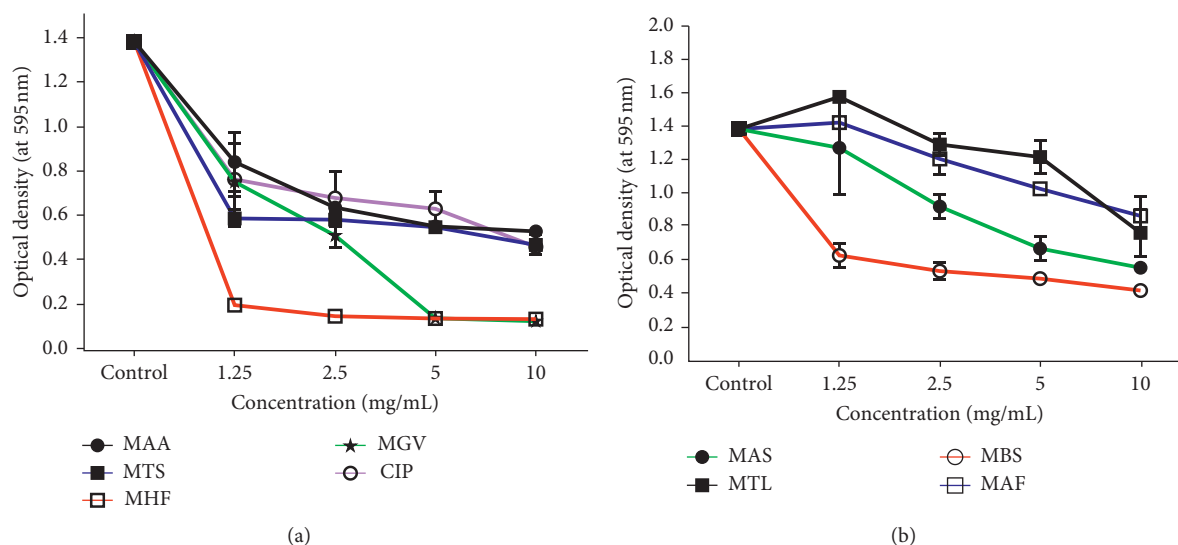 1.4
1.2
1.0
0.8
0.6
0.4
0.2
0.0
Optical density (at 595 nm)
Control 1.25 2.5 5 10
Concentration (mg/mL)
MAA
MTS
MHF
MGV
CIP
(a)
2.0
1.8
1.6
1.4
1.2
1.0
0.8
0.6
0.4
0.2
0.0
Optical density (at 595 nm)
Control 1.25 2.5 5 10
Concentration (mg/mL)
MAS
MTL
MBS
MAF
(b)